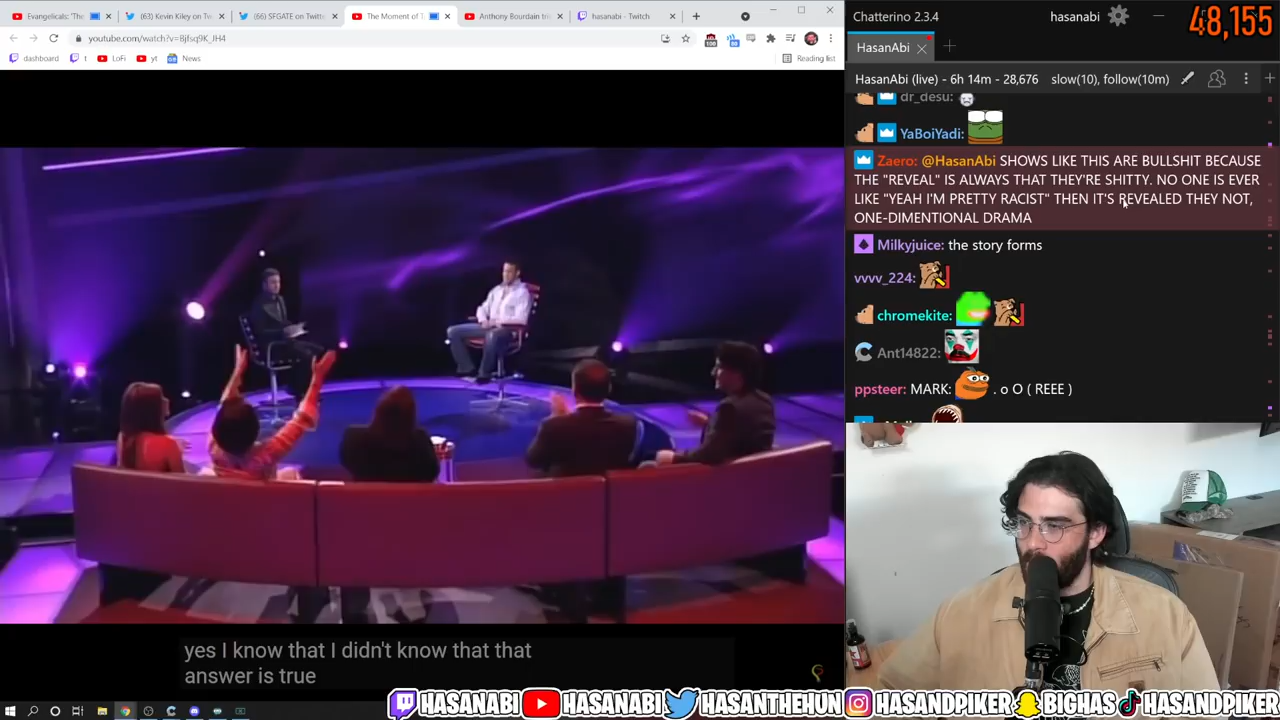 Evangelicals: 'The
(63) Kevin Kiley on Tw
(66) SFGATE on Twitte
The Moment of T
Anthony Bourdain tri
hasanabi - Twitch
youtube.com/watch?v=Bjfsq9K_JH4
dashboard
t
LoFi
yt
News
Reading list
yes I know that I didn't know that that
answer is true
Chatterino 2.3.4
hasanabi
48,155
HasanAbi
HasanAbi (live) - 6h 14m - 28,676
slow(10), follow(10m)
dr_desu:
YaBoiYadi:
Zaero: @HasanAbi SHOWS LIKE THIS ARE BULLSHIT BECAUSE
THE "REVEAL" IS ALWAYS THAT THEY'RE SHITTY. NO ONE IS EVER
LIKE "YEAH I'M PRETTY RACIST" THEN IT'S REVEALED THEY NOT,
ONE-DIMENTIONAL DRAMA
Milkyjuice: the story forms
vvvv_224:
chromekite:
Ant14822:
ppsteer: MARK: . o O ( REEE )
HASANABI
HASANABI
HASANTHEHUN
HASANDPIKER
BIGHAS
HASANDPIKER